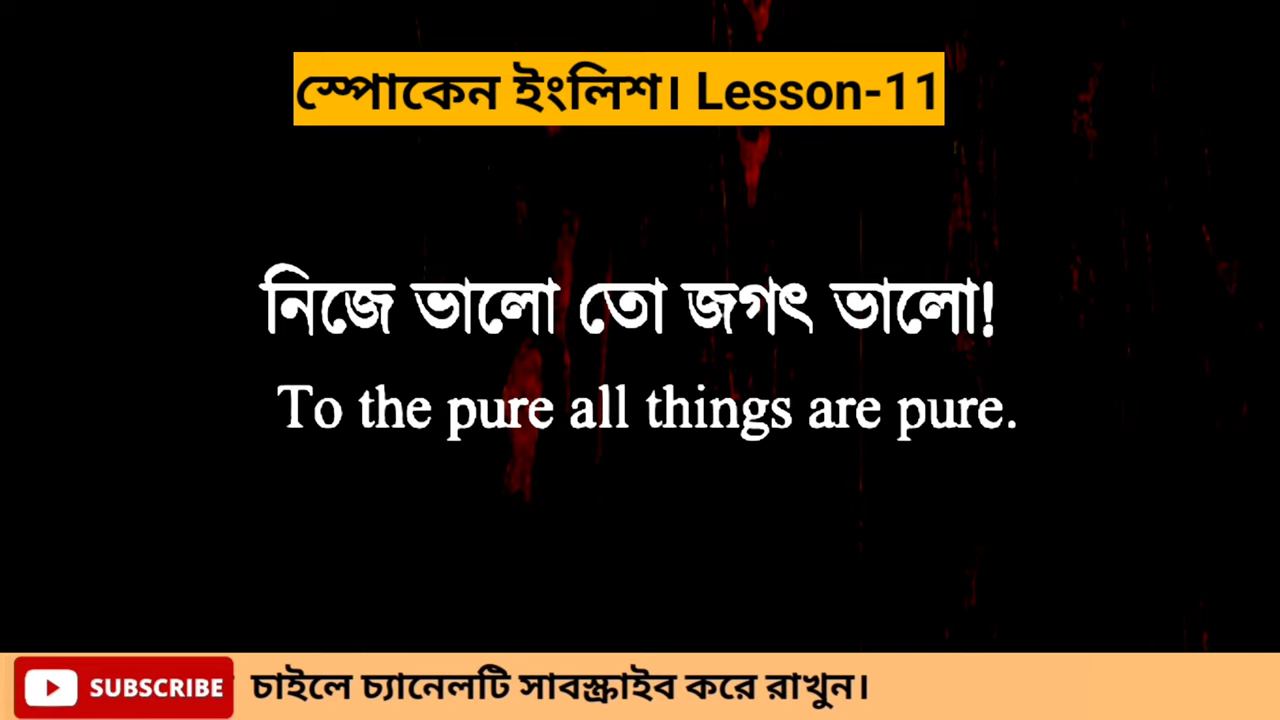 স্পোকেন ইংলিশ। Lesson-11
নিজে ভালো তো জগৎ ভালো!
To the pure all things are pure.
SUBSCRIBE চাইলে চ্যানেলটি সাবস্ক্রাইব করে রাখুন।